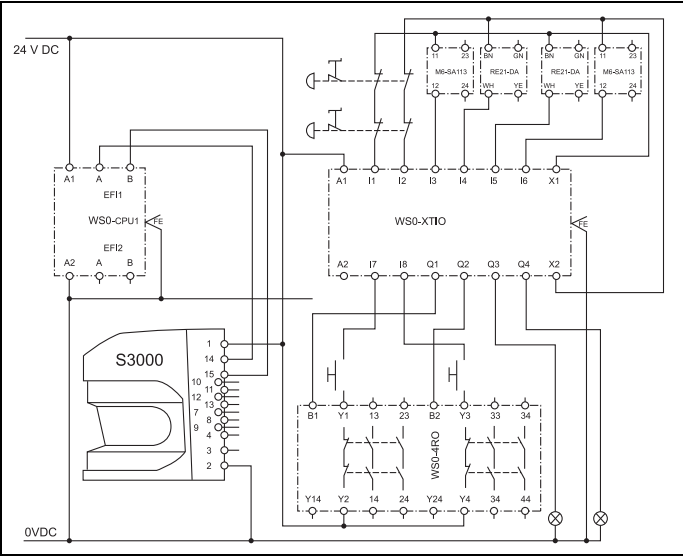 24 V DC
11 23 BN GN BN GN 11 23
M6-SA113 RE21-DA RE21-DA M6-SA113
12 24 WH YE WH YE 12 24
A1 A B
EFI1
WS0-CPU1 FE
EFI2
A2 A B
A1 I1 I2 I3 I4 I5 I6 X1
WS0-XTIO FE
A2 I7 I8 Q1 Q2 Q3 Q4 X2
S3000
1
14
15
10
11
12
13
7
8
9
4
3
2
B1 Y1 13 23 B2 Y3 33 34
WS0-4RO
Y14 Y2 14 24 Y24 Y4 34 44
0VDC